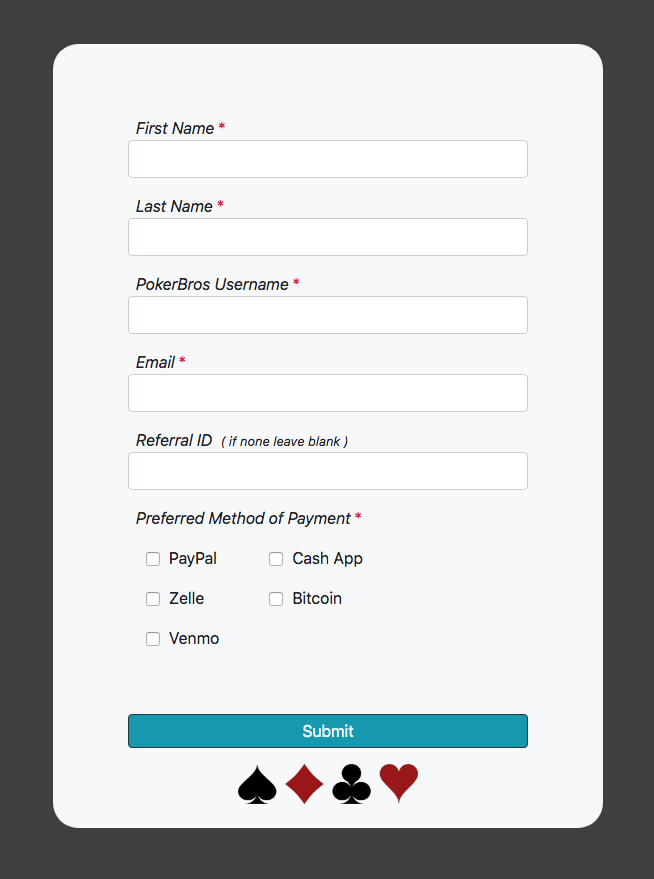 First Name *
Last Name *
PokerBros Username *
Email *
Referral ID ( if none leave blank )
Preferred Method of Payment *
PayPal Cash App
Zelle Bitcoin
Venmo
Submit